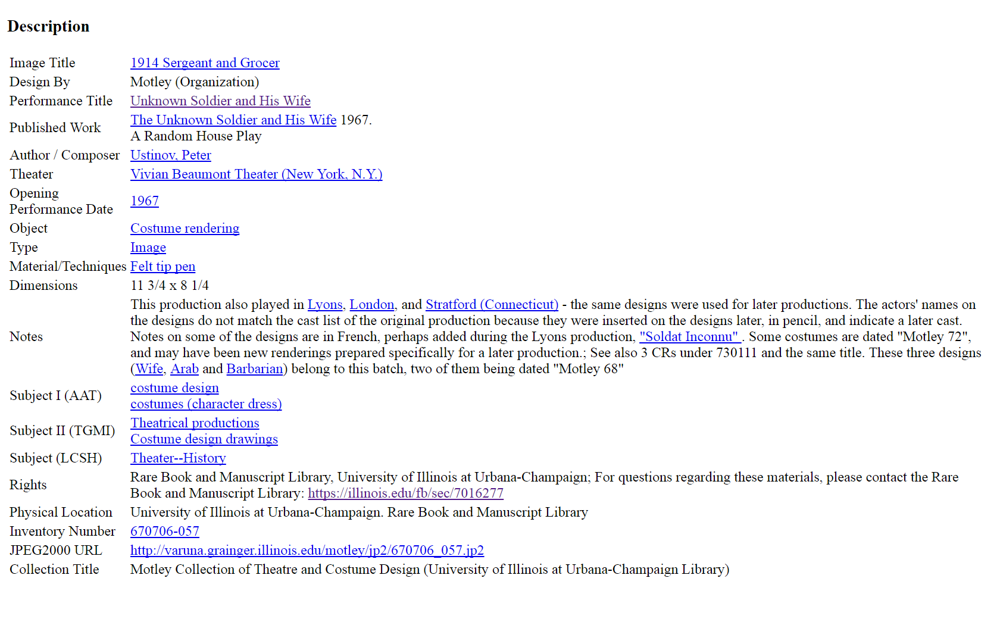 Description
Image Title 1914 Sergeant and Grocer
Design By Motley (Organization)
Performance Title Unknown Soldier and His Wife
Published Work The Unknown Soldier and His Wife 1967.
A Random House Play
Author / Composer Ustinov, Peter
Theater Vivian Beaumont Theater (New York, N.Y.)
Opening
Performance Date 1967
Object Costume rendering
Type Image
Material/Techniques Felt tip pen
Dimensions 11 3/4 x 8 1/4
Notes This production also played in Lyons, London, and Stratford (Connecticut) - the same designs were used for later productions. The actors' names on
the designs do not match the cast list of the original production because they were inserted on the designs later, in pencil, and indicate a later cast.
Notes on some of the designs are in French, perhaps added during the Lyons production, "Soldat Inconnu" . Some costumes are dated "Motley 72",
and may have been new renderings prepared specifically for a later production.; See also 3 CRs under 730111 and the same title. These three designs
(Wife, Arab and Barbarian) belong to this batch, two of them being dated "Motley 68"
Subject I (AAT) costume design
costumes (character dress)
Subject II (TGMI) Theatrical productions
Costume design drawings
Subject (LCSH) Theater--History
Rights Rare Book and Manuscript Library, University of Illinois at Urbana-Champaign; For questions regarding these materials, please contact the Rare
Book and Manuscript Library: https://illinois.edu/fb/sec/7016277
Physical Location University of Illinois at Urbana-Champaign. Rare Book and Manuscript Library
Inventory Number 670706-057
JPEG2000 URL http://varuna.grainger.illinois.edu/motley/jp2/670706_057.jp2
Collection Title Motley Collection of Theatre and Costume Design (University of Illinois at Urbana-Champaign Library)